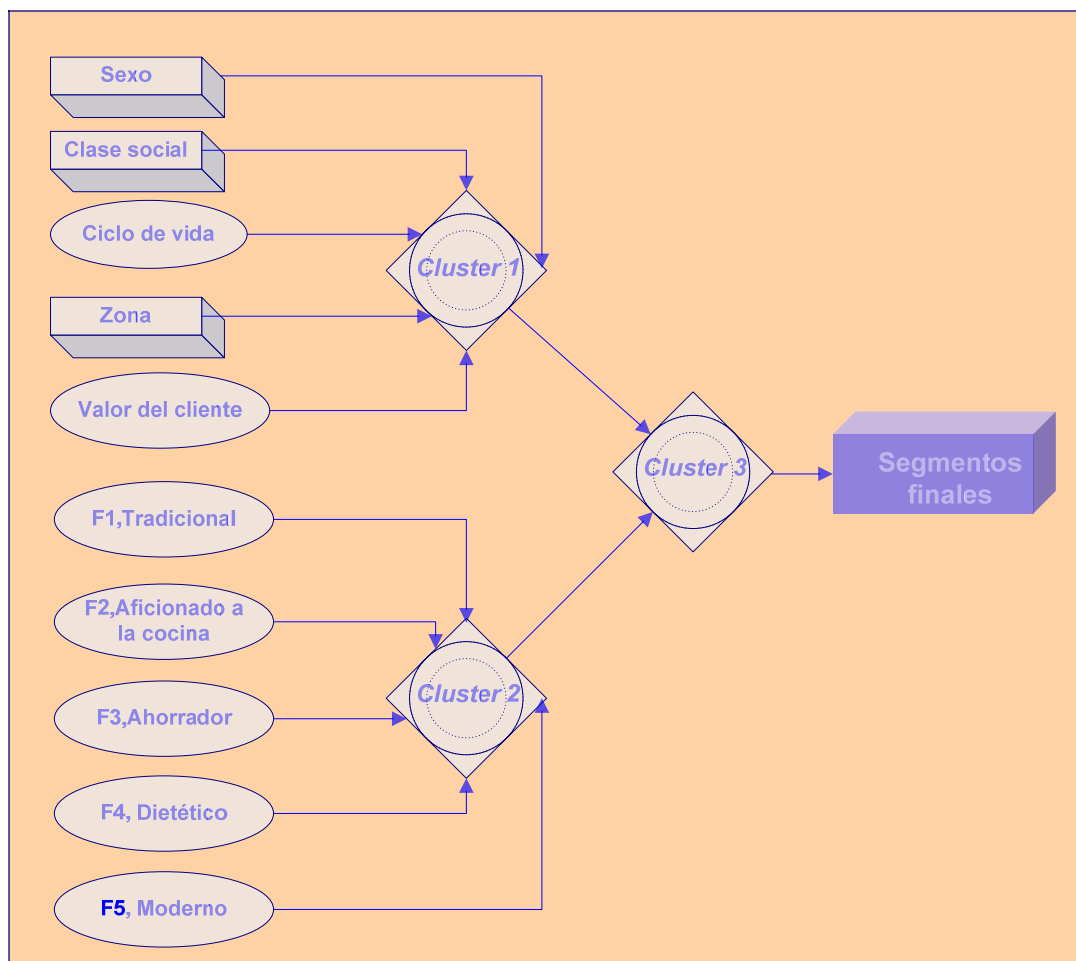 Sexo
Clase social
Ciclo de vida
Cluster 1
Zona
Valor del cliente
Cluster 3
Segmentos
finales
F1,Tradicional
F2,Aficionado a
la cocina
Cluster 2
F3,Ahorrador
F4, Dietético
F5, Moderno